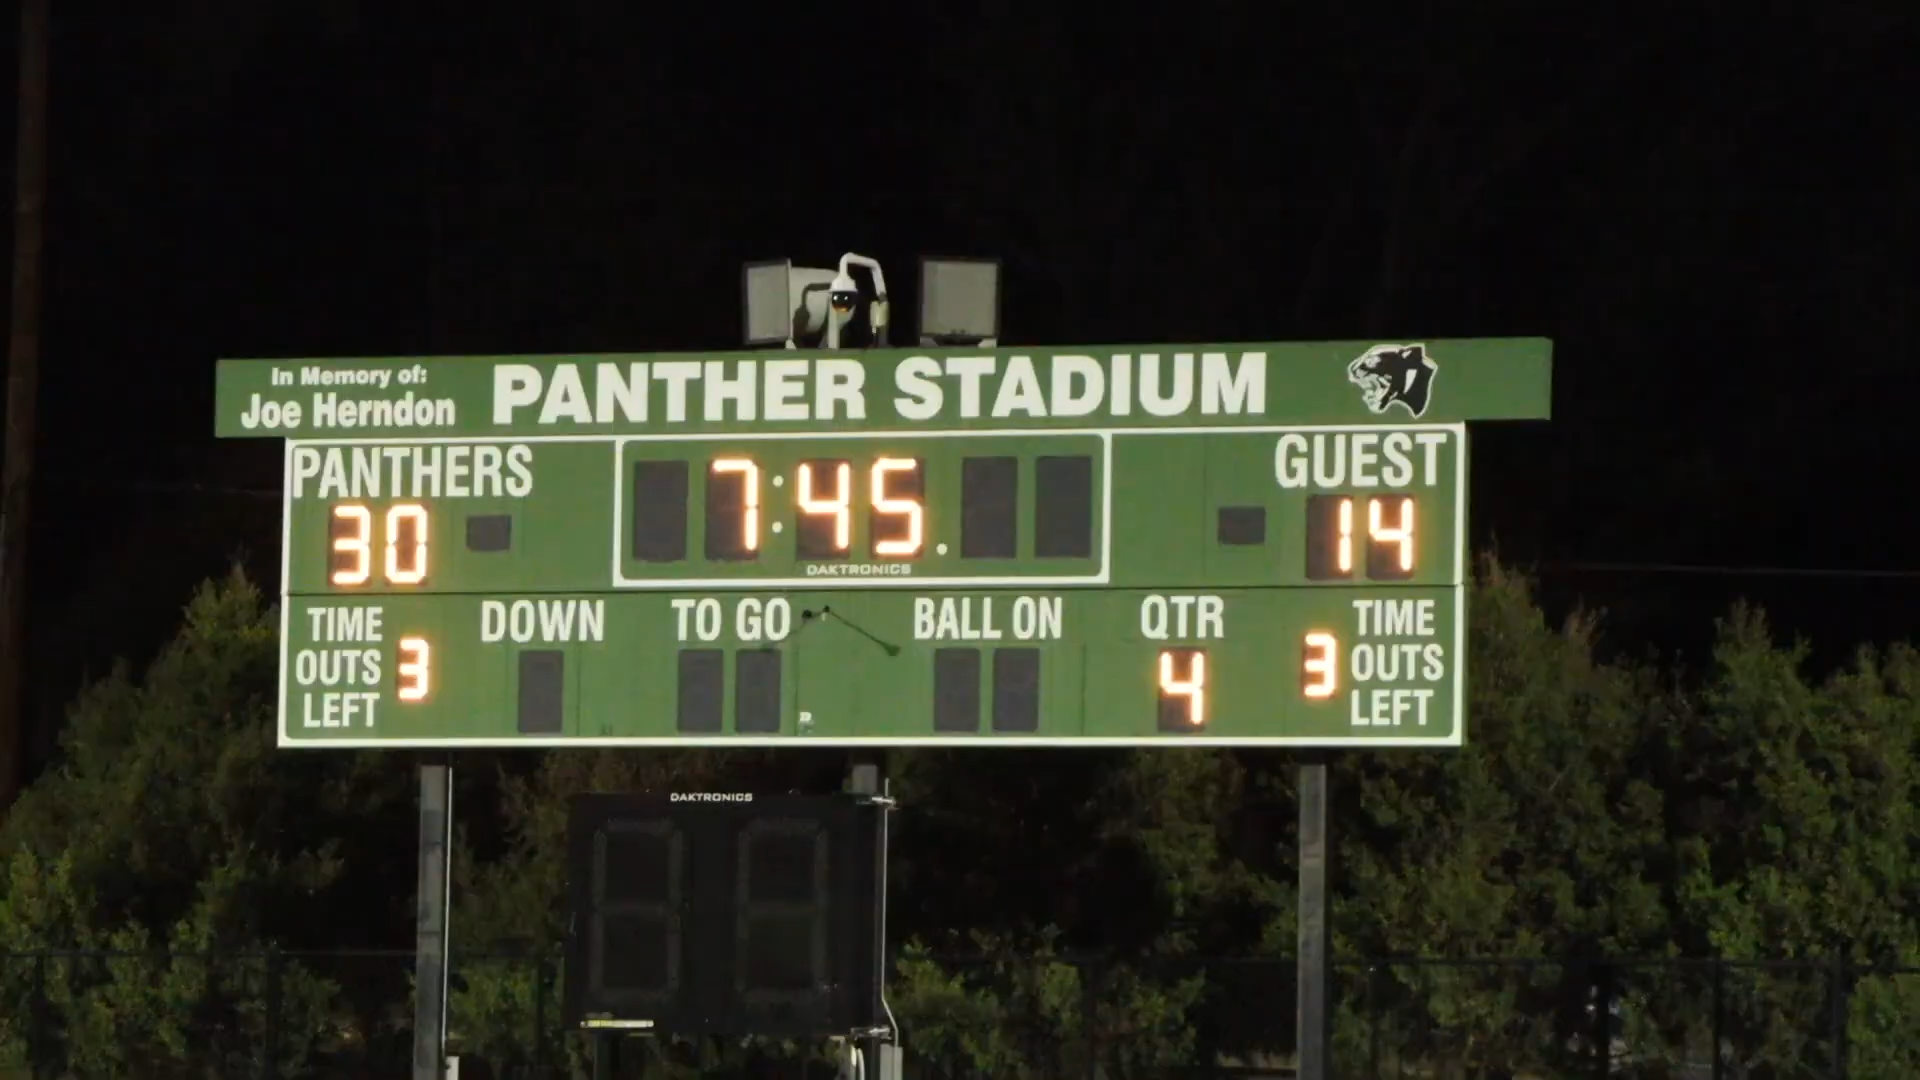 In Memory of:
Joe Herndon
PANTHER STADIUM
PANTHERS
30
7:45.
DAKTRONICS
GUEST
14
TIME
OUTS
LEFT
3
DOWN
TO GO
BALL ON
QTR
4
3
TIME
OUTS
LEFT
DAKTRONICS